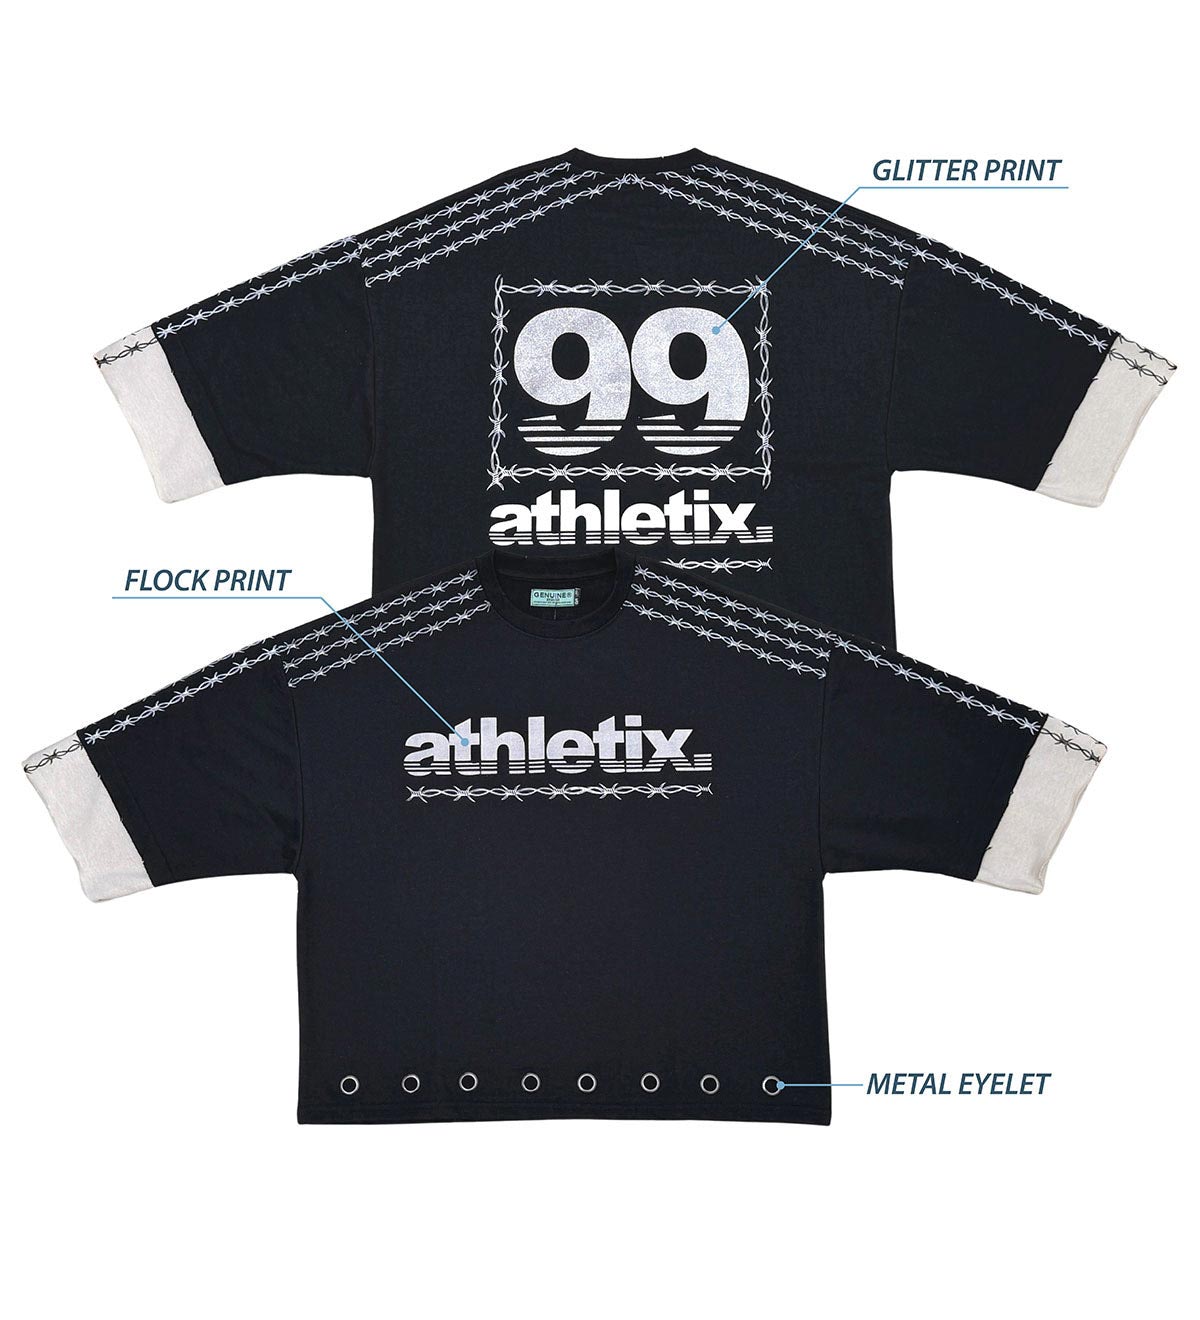 GLITTER PRINT
99
athletix.
FLOCK PRINT
GENUINE®
athletix.
METAL EYELET